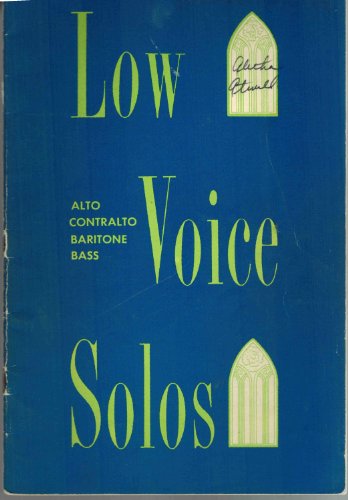 Low
ALTO
CONTRALTO
BARITONE
BASS
Voice
Solos